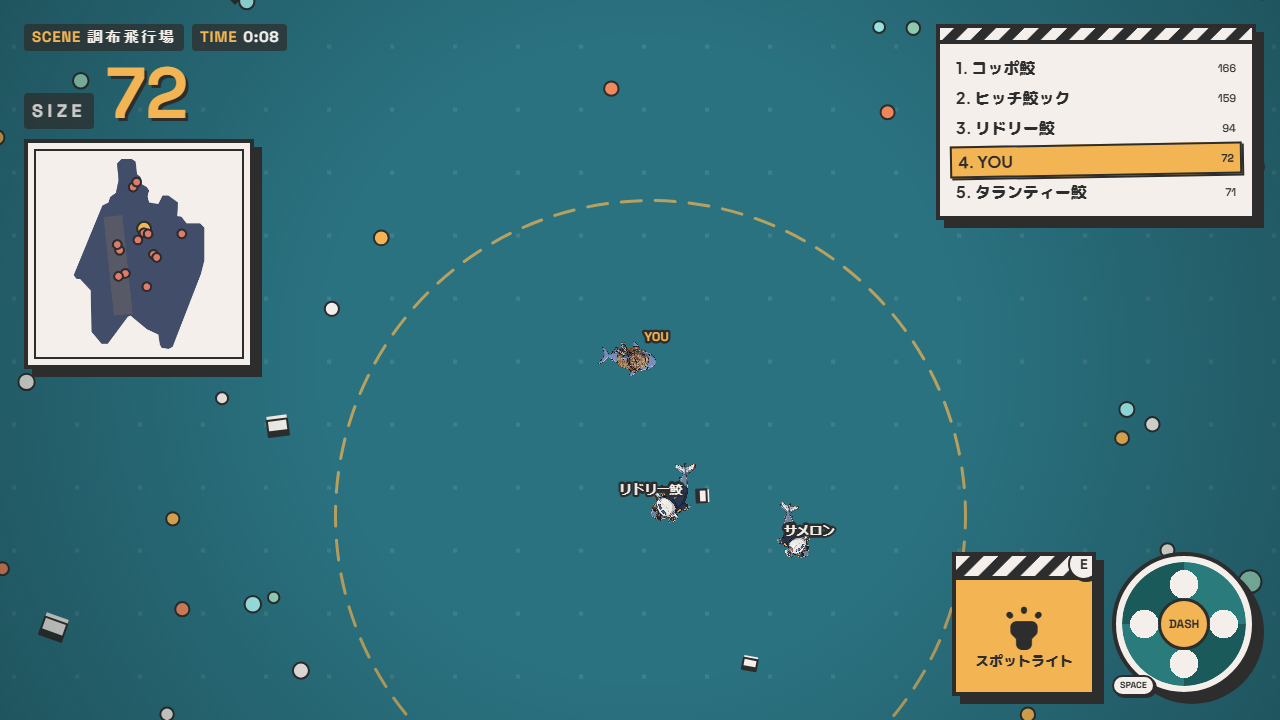 SCENE 調布飛行場
TIME 0:08
SIZE 72
1. コッポ鮫 166
2. ヒッチ鮫ック 159
3. リドリー鮫 94
4. YOU 72
5. タランティー鮫 71
YOU
リドリー鮫
サメロン
E
スポットライト
DASH
SPACE